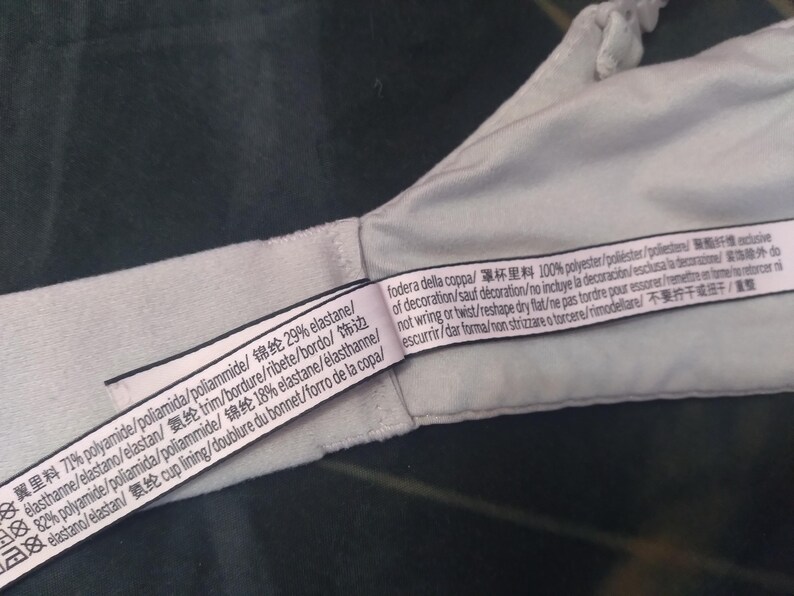 翼里料 71% polyamide/poliamida/poliammide/ 锦纶 29% elastane/
élasthanne/elastano/elastan/ 氨纶 trim/bordure/ribete/bordo/ 饰边
82% polyamide/poliamida/poliammide/ 锦纶 18% elastane/élasthanne/
elastano/elastan/ 氨纶 cup lining/doublure du bonnet/forro de la copa/
fodera della coppa/ 罩杯里料 100% polyester/poliéster/poliestere/ 聚酯纤维 exclusive
of decoration/sauf décoration/no incluye la decoración/esclusa la decorazione/ 装饰除外 do
not wring or twist/reshape dry flat/ne pas tordre pour essorer/remettre en forme/no retorcer ni
escurrir/dar forma/non strizzare o torcere/rimodellare/ 不要拧干或扭干/重整